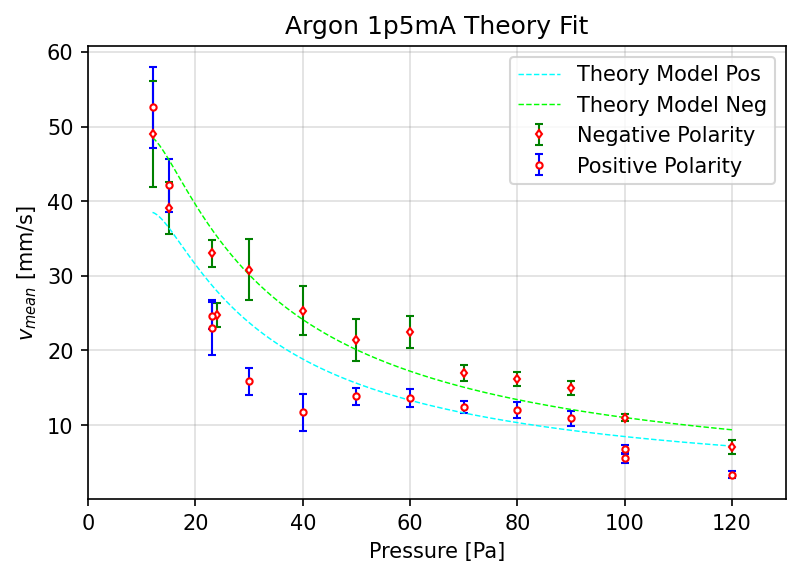 Argon 1p5mA Theory Fit
Theory Model Pos
Theory Model Neg
Negative Polarity
Positive Polarity
v_mean [mm/s]
60
50
40
30
20
10
0 20 40 60 80 100 120
Pressure [Pa]